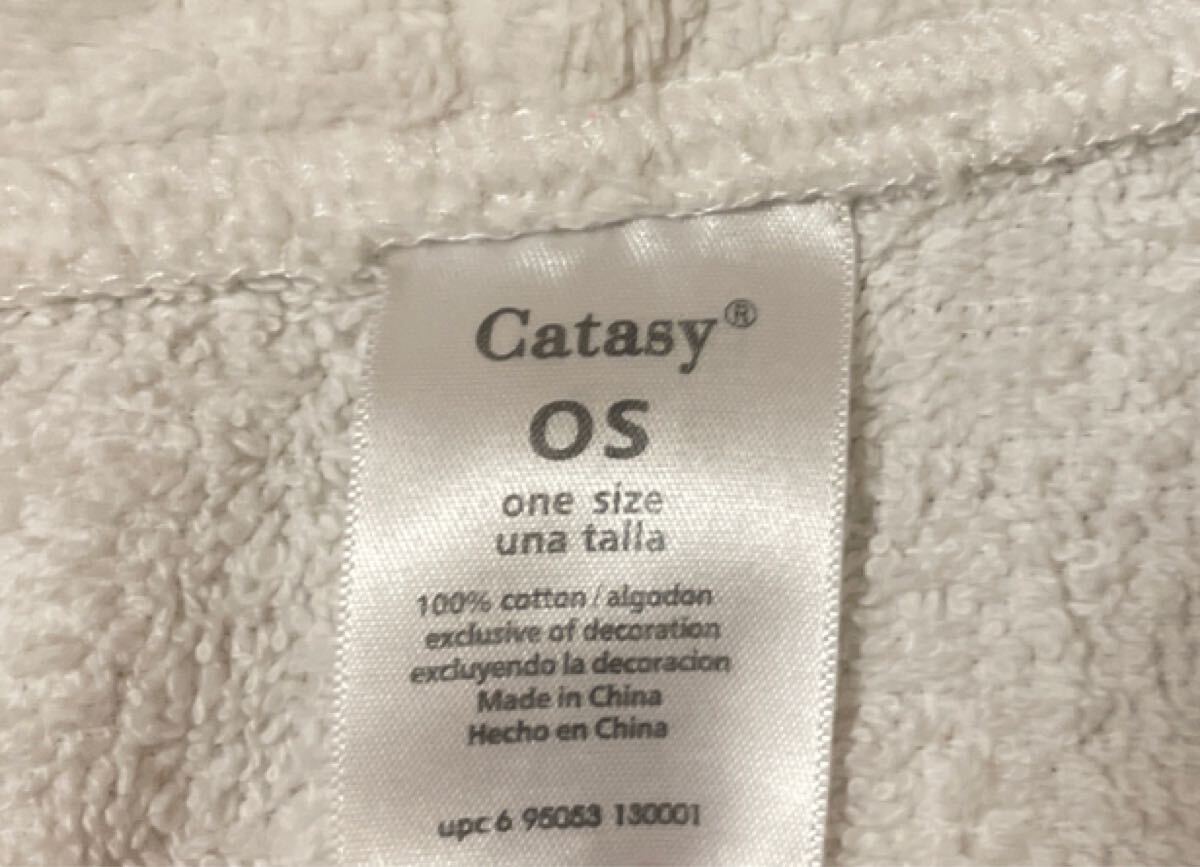 Catasy®
OS
one size
una talla
100% cotton/algodon
exclusive of decoration
excluyendo la decoracion
Made in China
Hecho en China
upc 6 95053 130001